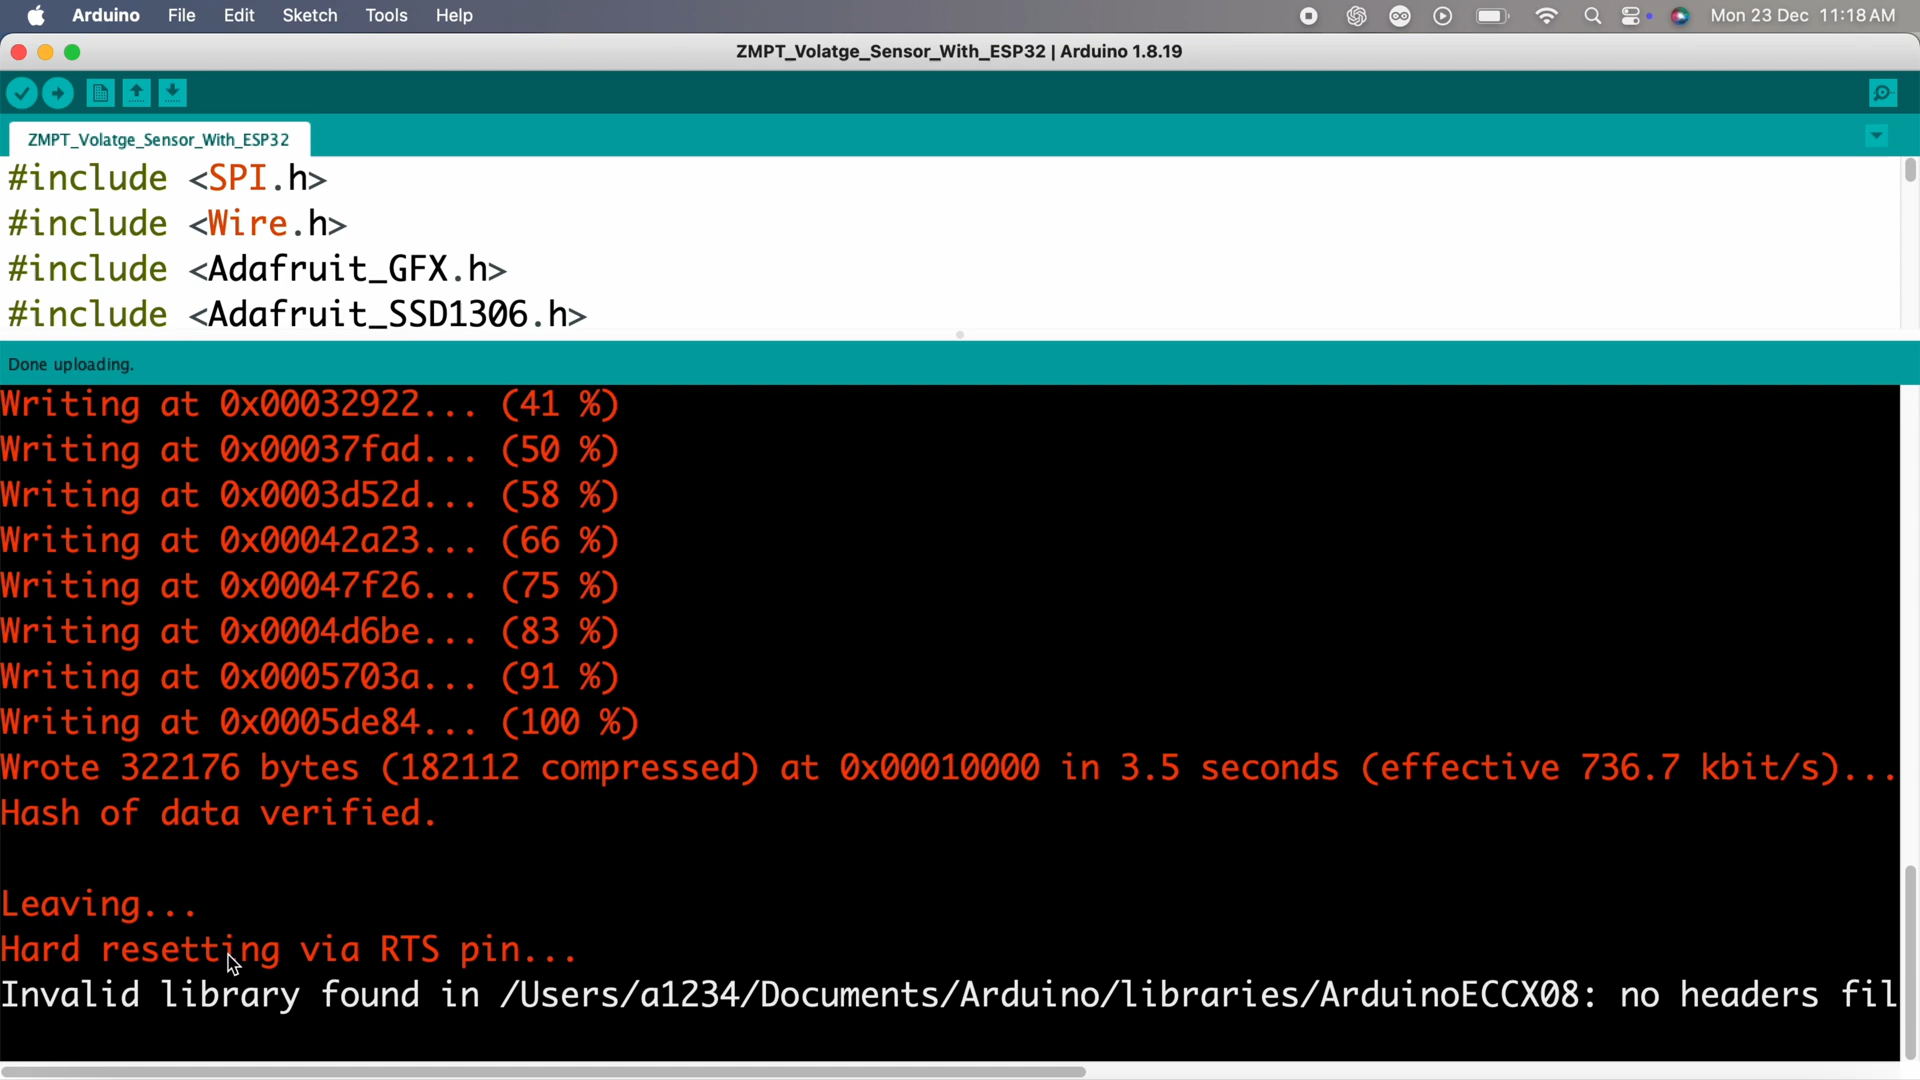 Arduino File Edit Sketch Tools Help Mon 23 Dec 11:18 AM
ZMPT_Volatge_Sensor_With_ESP32 | Arduino 1.8.19
ZMPT_Volatge_Sensor_With_ESP32
#include <SPI.h>
#include <Wire.h>
#include <Adafruit_GFX.h>
#include <Adafruit_SSD1306.h>
Done uploading.
Writing at 0x00032922... (41 %)
Writing at 0x00037fad... (50 %)
Writing at 0x0003d52d... (58 %)
Writing at 0x00042a23... (66 %)
Writing at 0x00047f26... (75 %)
Writing at 0x0004d6be... (83 %)
Writing at 0x0005703a... (91 %)
Writing at 0x0005de84... (100 %)
Wrote 322176 bytes (182112 compressed) at 0x00010000 in 3.5 seconds (effective 736.7 kbit/s)...
Hash of data verified.
Leaving...
Hard resetting via RTS pin...
Invalid library found in /Users/a1234/Documents/Arduino/libraries/ArduinoECCX08: no headers fil